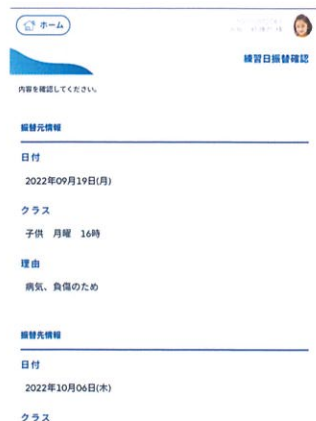 ホーム
練習日振替確認
内容を確認してください。
振替元情報
日付
2022年09月19日(月)
クラス
子供 月曜 16時
理由
病気、負傷のため
振替先情報
日付
2022年10月06日(木)
クラス